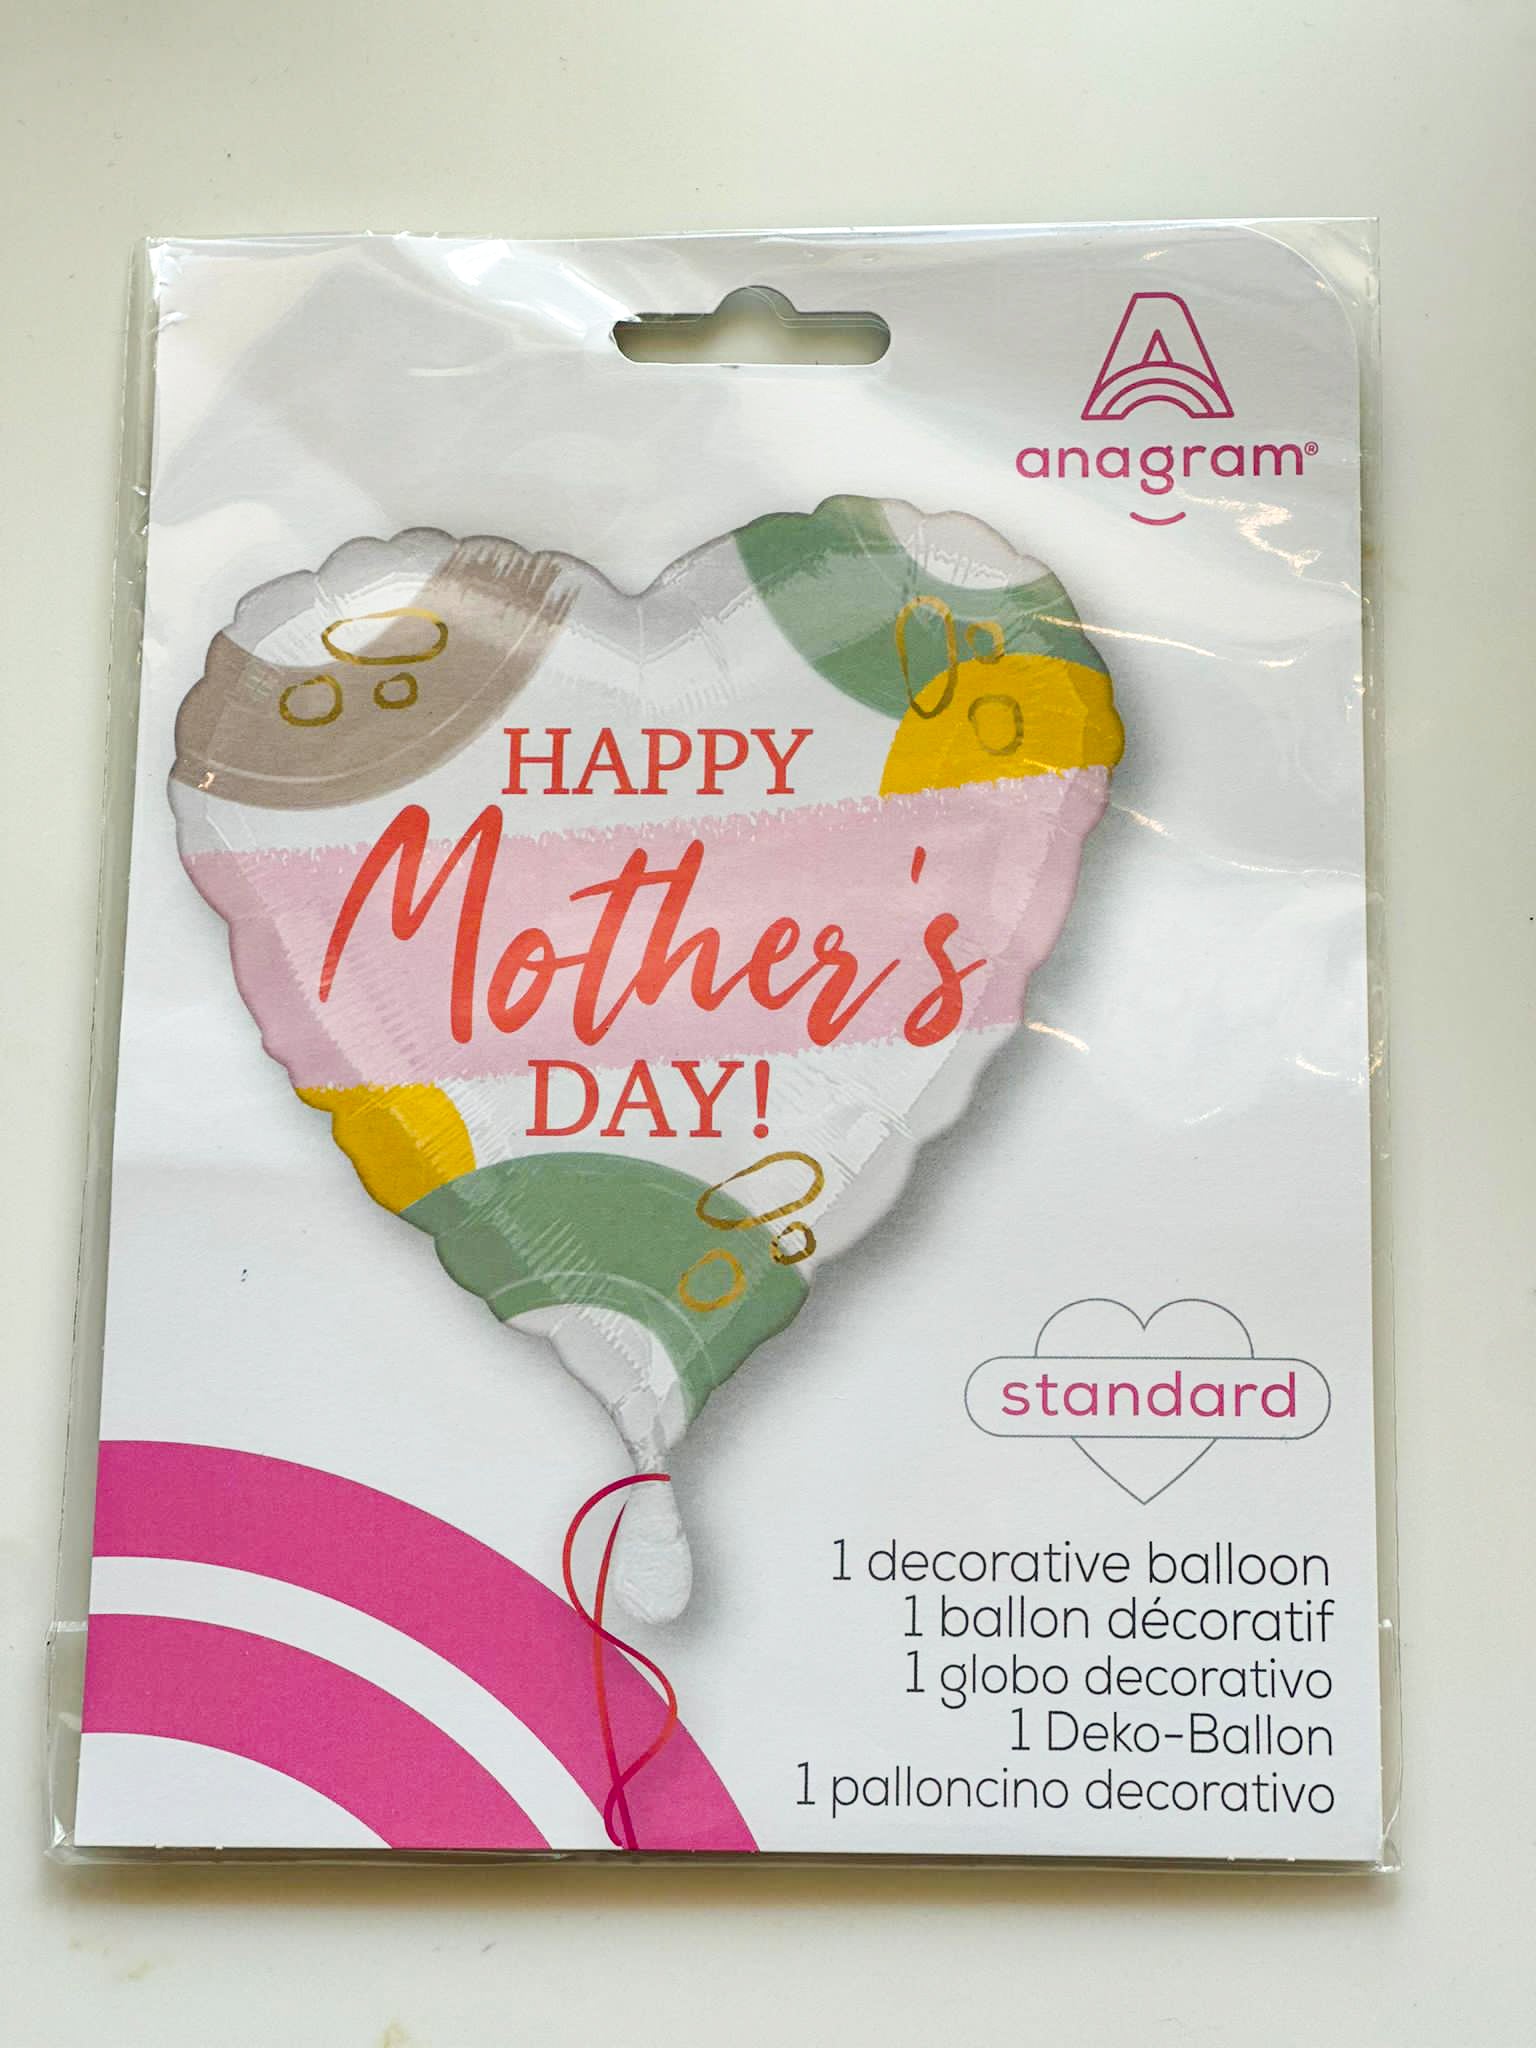 anagram®
HAPPY
Mother's
DAY!
standard
1 decorative balloon
1 ballon décoratif
1 globo decorativo
1 Deko-Ballon
1 palloncino decorativo